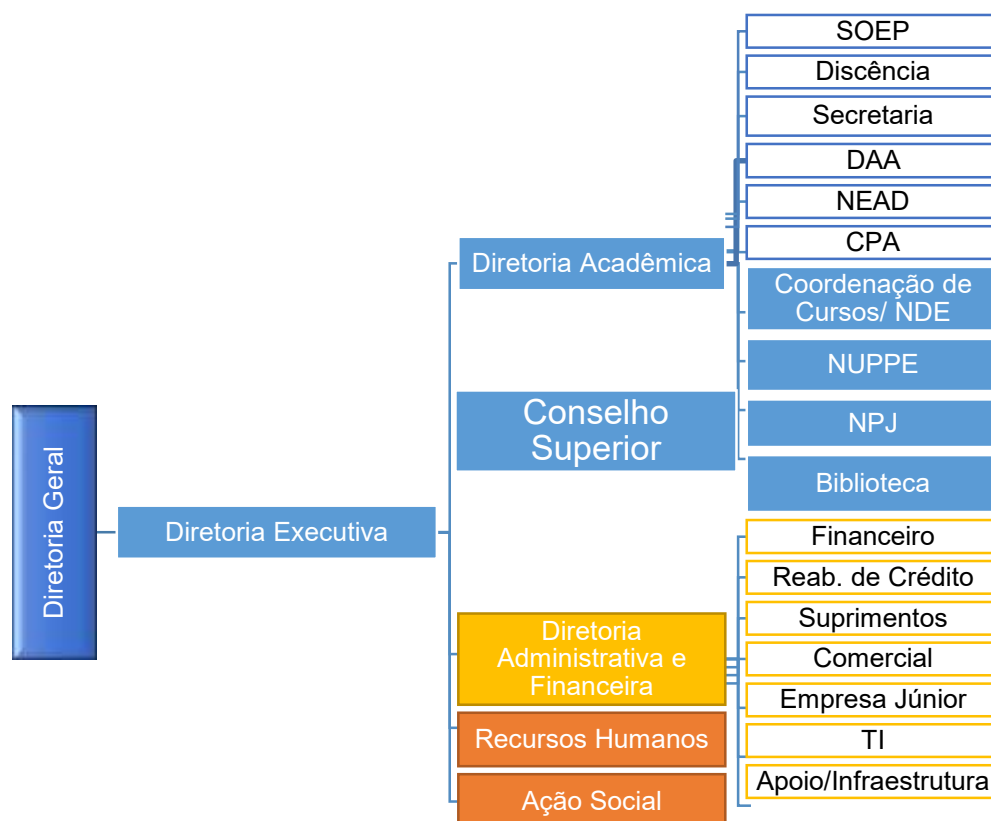 Diretoria Geral
Diretoria Executiva
Diretoria Acadêmica
SOEP
Discência
Secretaria
DAA
NEAD
CPA
Coordenação de
Cursos/ NDE
NUPPE
NPJ
Biblioteca
Conselho
Superior
Diretoria
Administrativa e
Financeira
Financeiro
Reab. de Crédito
Suprimentos
Comercial
Empresa Júnior
TI
Apoio/Infraestrutura
Recursos Humanos
Ação Social